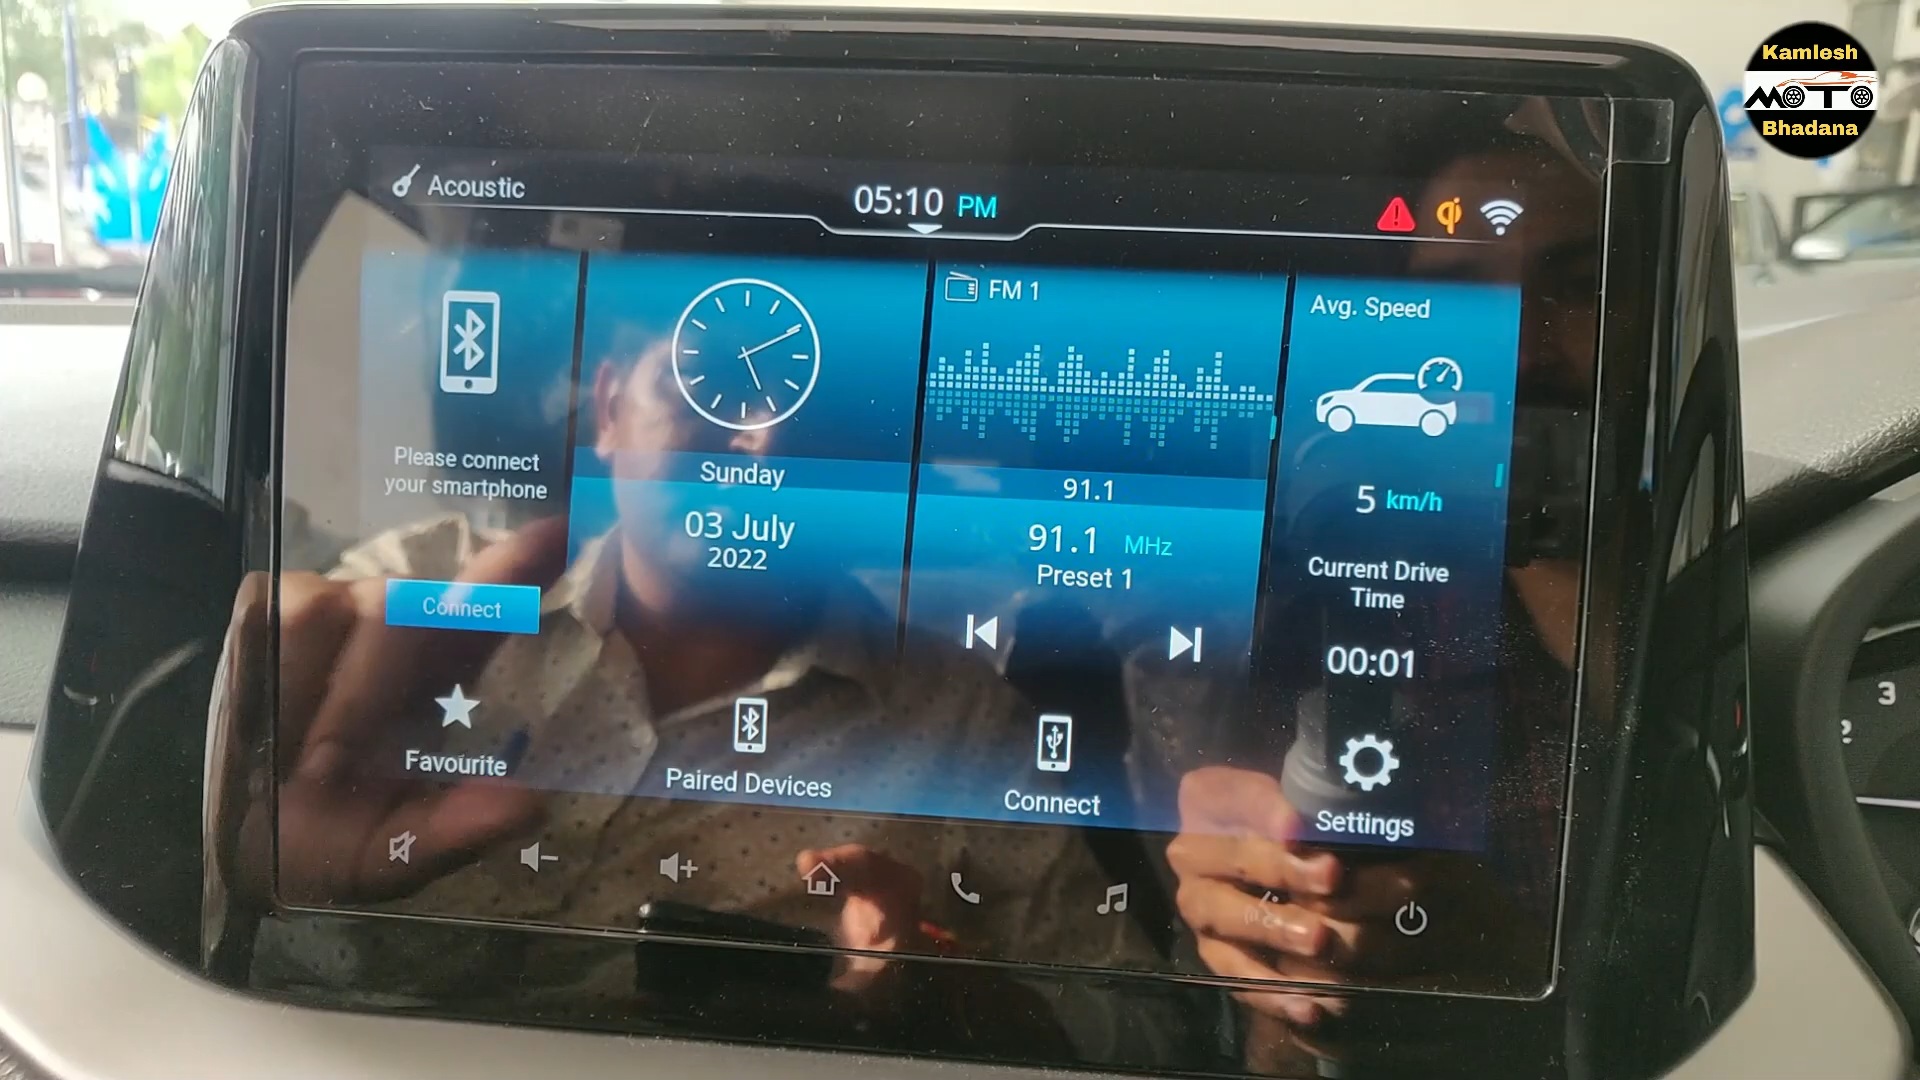 Kamlesh
MOTO
Bhadana
Acoustic
05:10 PM
Please connect
your smartphone
Connect
Sunday
03 July
2022
FM 1
91.1
91.1 MHz
Preset 1
Avg. Speed
5 km/h
Current Drive
Time
00:01
Favourite
Paired Devices
Connect
Settings
3
2